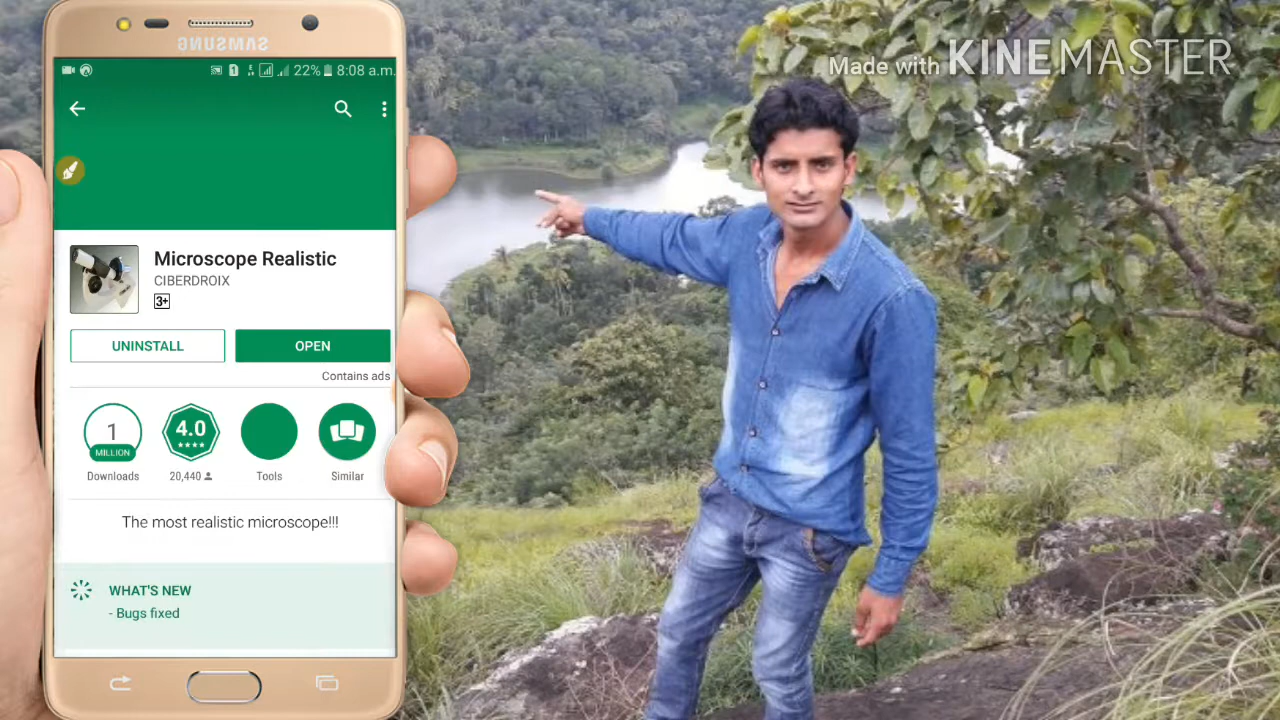 SAMSUNG
22% 8:08 a.m.
Made with KINEMASTER
Microscope Realistic
CIBERDROIX
3+
UNINSTALL OPEN
Contains ads
1 MILLION
4.0
Downloads 20,440 Tools Similar
The most realistic microscope!!!
WHAT'S NEW
- Bugs fixed